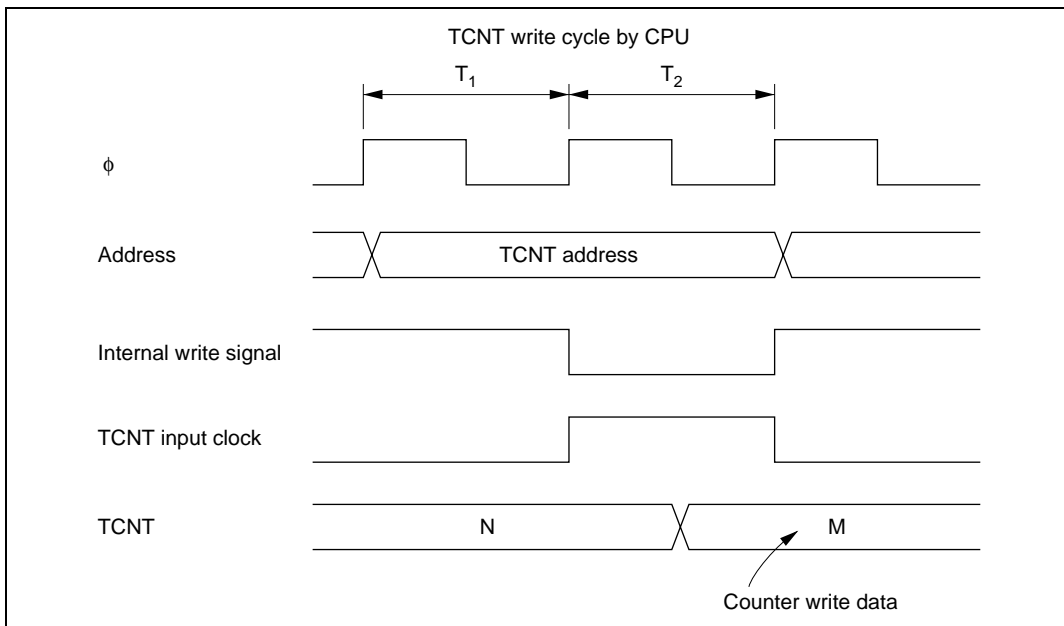 TCNT write cycle by CPU
T1 T2
ϕ
Address TCNT address
Internal write signal
TCNT input clock
TCNT N M
Counter write data